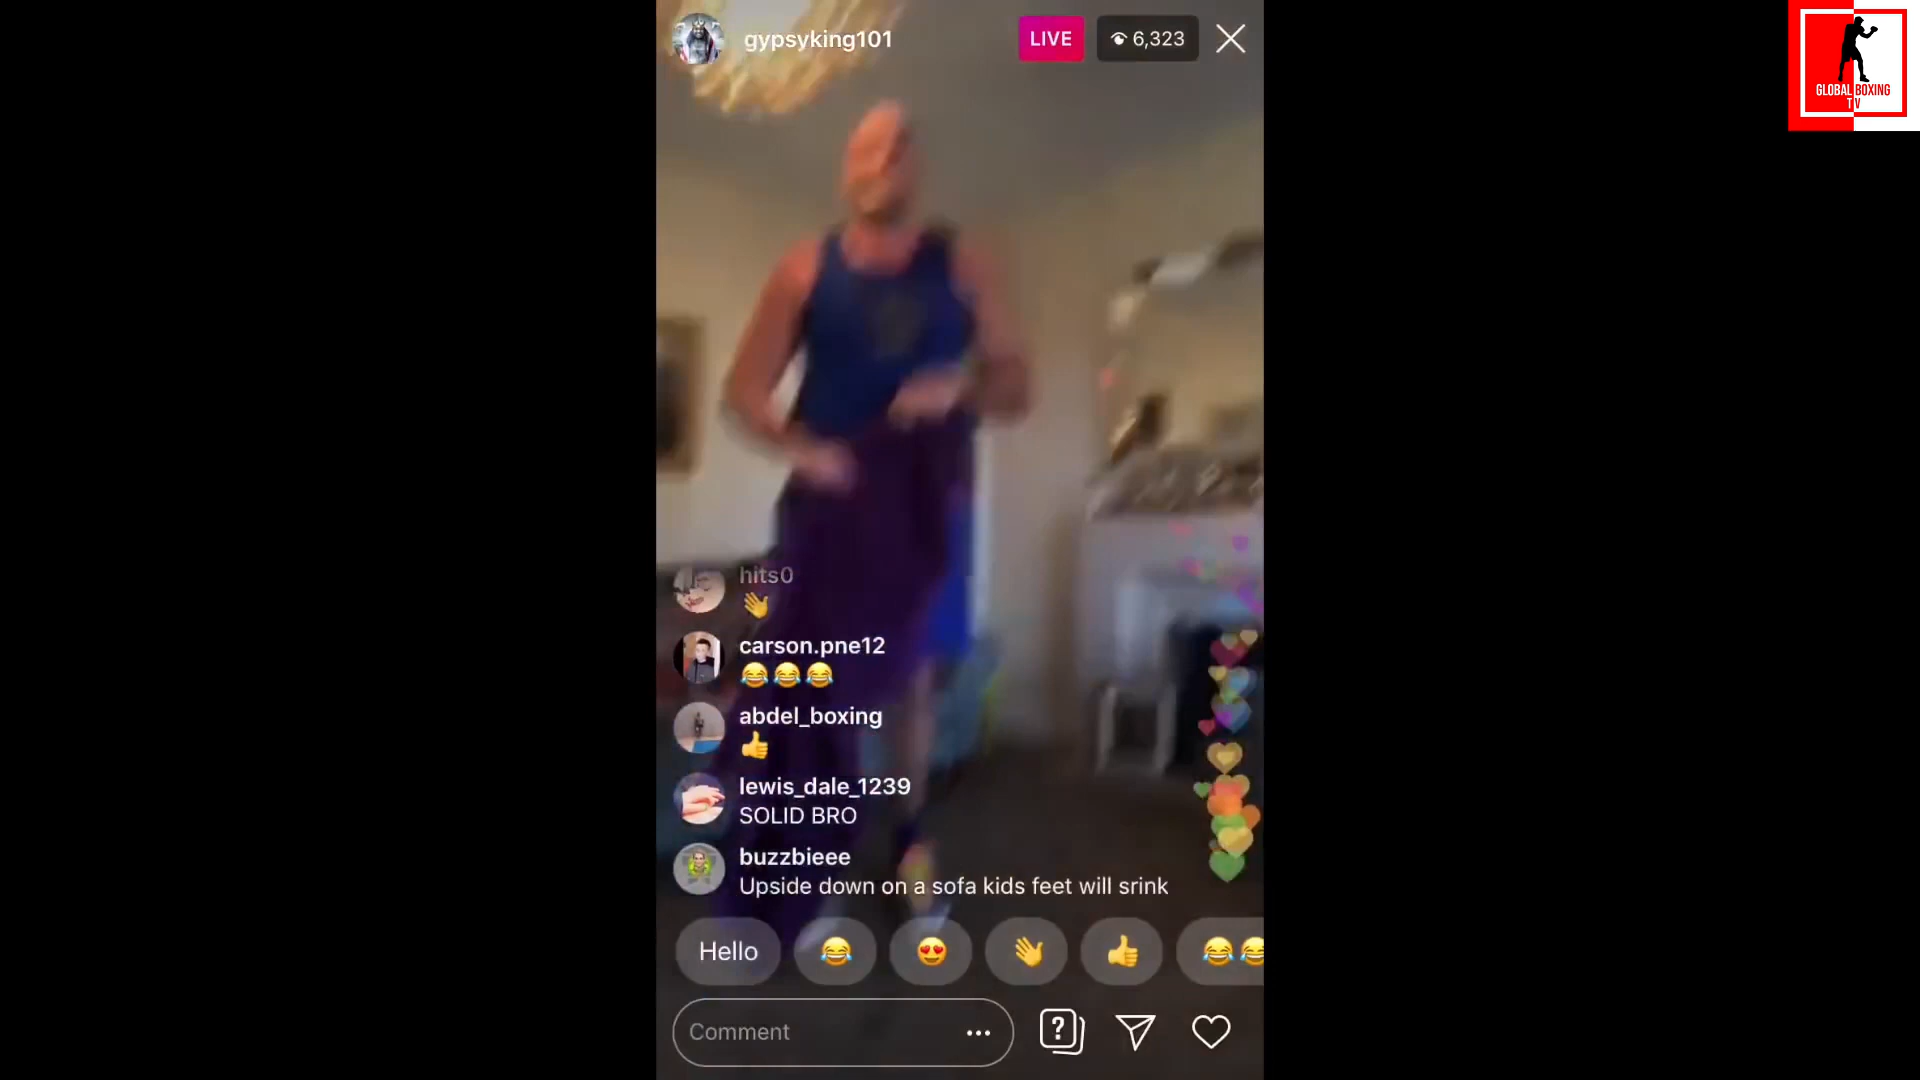 gypsyking101
LIVE
6,323
GLOBAL BOXING
TV
hits0
👋
carson.pne12
😂😂😂
abdel_boxing
👍
lewis_dale_1239
SOLID BRO
buzzbieee
Upside down on a sofa kids feet will srink
Hello 😂 😍 👋 👍 😂😂
Comment
?